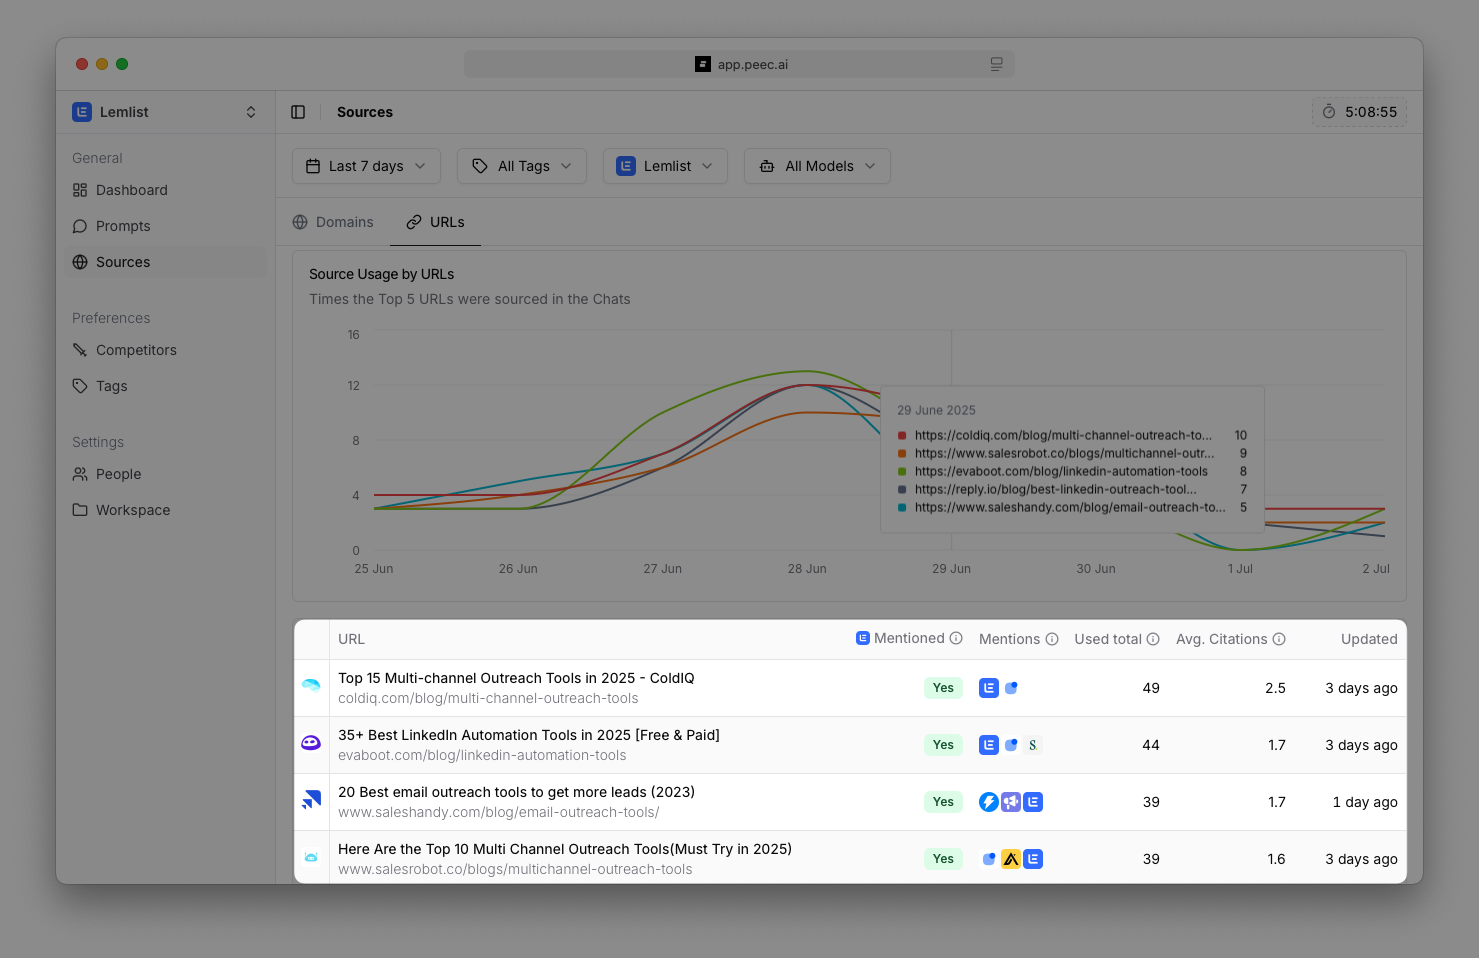 app.peec.ai
Lemlist
Sources
5:08:55
General
Dashboard
Prompts
Sources
Preferences
Competitors
Tags
Settings
People
Workspace
Last 7 days
All Tags
Lemlist
All Models
Domains
URLs
Source Usage by URLs
Times the Top 5 URLs were sourced in the Chats
16
12
8
4
0
25 Jun 26 Jun 27 Jun 28 Jun 29 Jun 30 Jun 1 Jul 2 Jul
29 June 2025
https://coldiq.com/blog/multi-channel-outreach-to... 10
https://www.salesrobot.co/blogs/multichannel-outr... 9
https://evaboot.com/blog/linkedin-automation-tools 8
https://reply.io/blog/best-linkedin-outreach-tool... 7
https://www.saleshandy.com/blog/email-outreach-to... 5
URL Mentioned Mentions Used total Avg. Citations Updated
Top 15 Multi-channel Outreach Tools in 2025 - ColdIQ
coldiq.com/blog/multi-channel-outreach-tools
Yes 49 2.5 3 days ago
35+ Best LinkedIn Automation Tools in 2025 [Free & Paid]
evaboot.com/blog/linkedin-automation-tools
Yes S. 44 1.7 3 days ago
20 Best email outreach tools to get more leads (2023)
www.saleshandy.com/blog/email-outreach-tools/
Yes 39 1.7 1 day ago
Here Are the Top 10 Multi Channel Outreach Tools(Must Try in 2025)
www.salesrobot.co/blogs/multichannel-outreach-tools
Yes 39 1.6 3 days ago